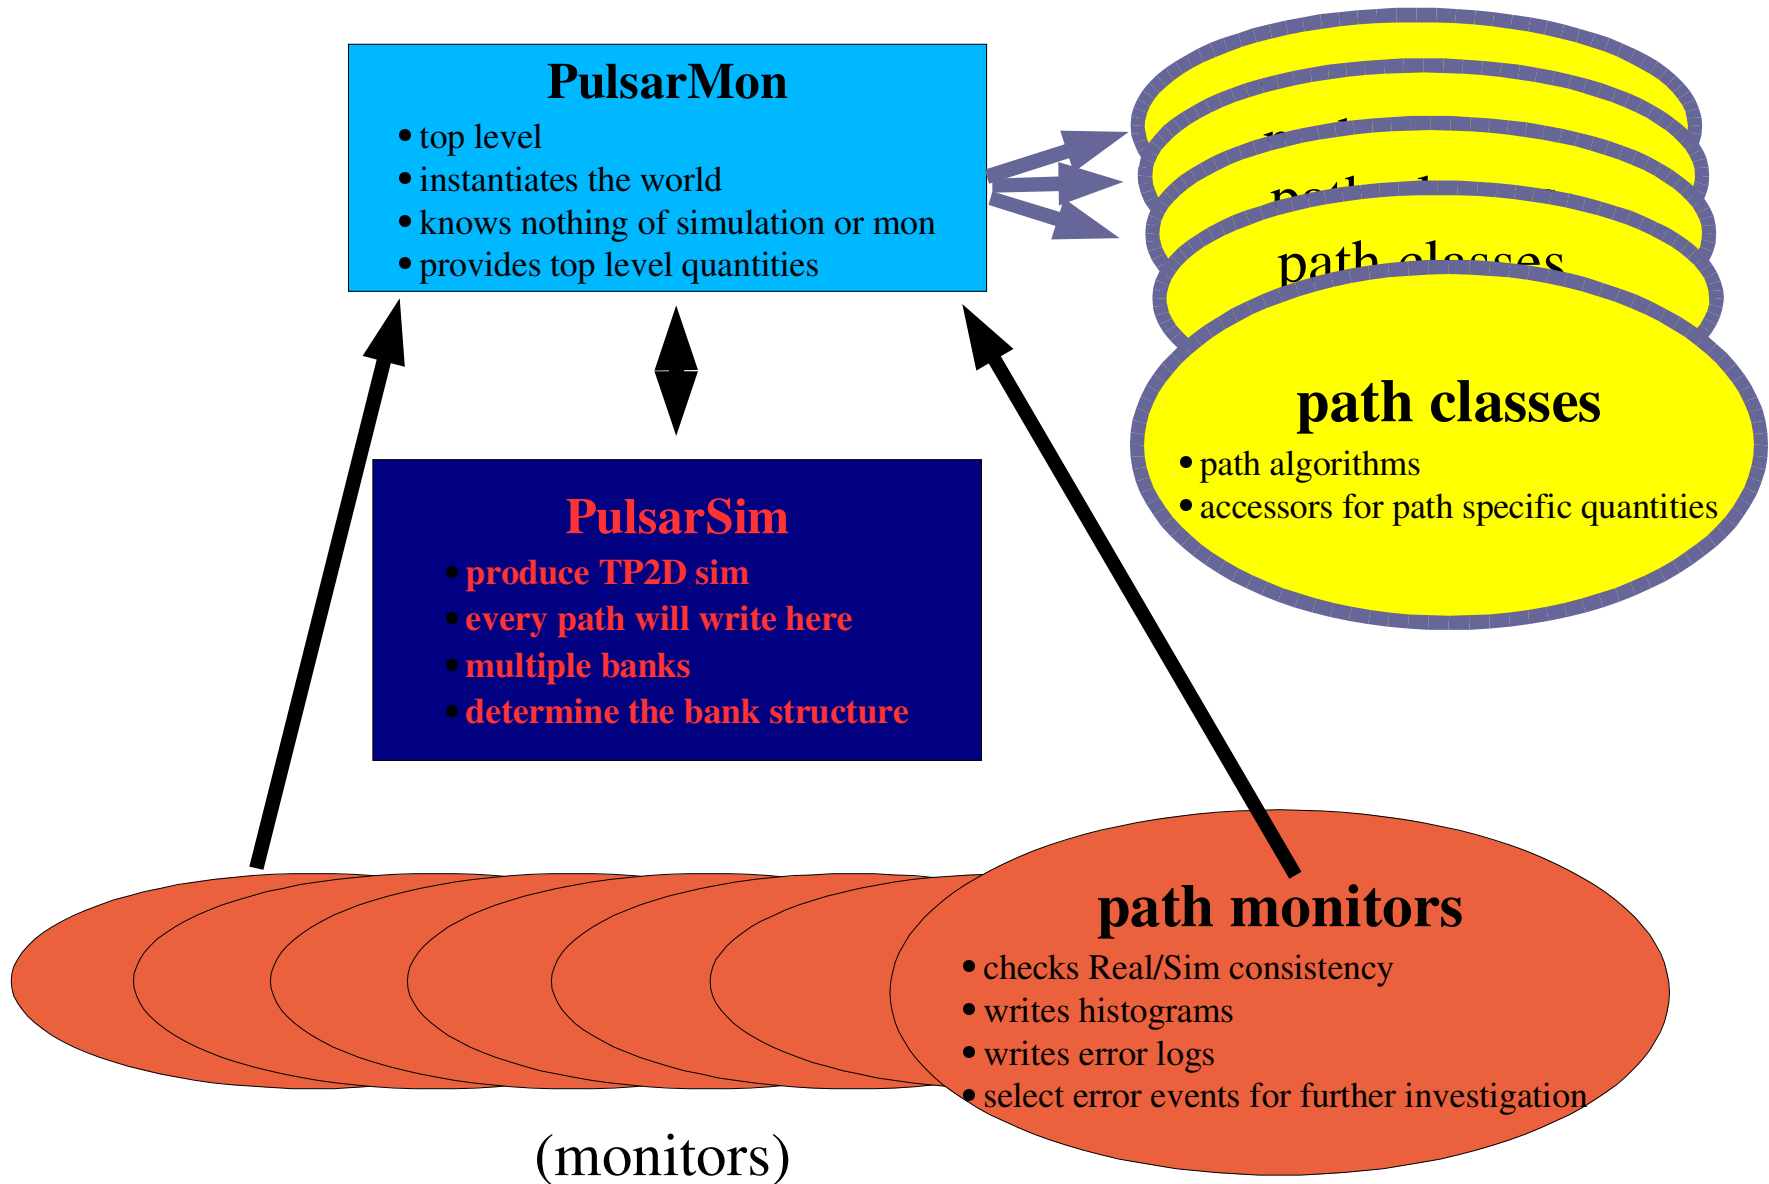 PulsarMon
• top level
• instantiates the world
• knows nothing of simulation or mon
• provides top level quantities
path classes
path classes
• path algorithms
• accessors for path specific quantities
PulsarSim
• produce TP2D sim
• every path will write here
• multiple banks
• determine the bank structure
path monitors
• checks Real/Sim consistency
• writes histograms
• writes error logs
• select error events for further investigation
(monitors)